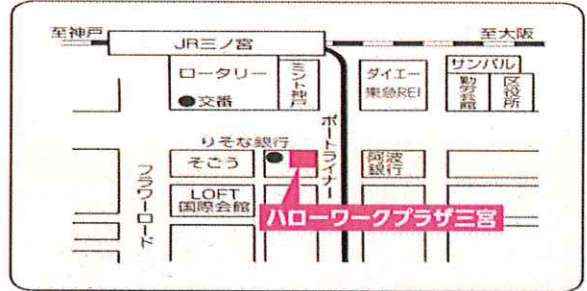 至神戸
JR三ノ宮
至大阪
ロータリー
●交番
ミント神戸
ダイエー
東急REI
サンパル
勤労会館
区役所
ポートライナー
りそな銀行
そごう
阿波
銀行
フラワーロード
LOFT
国際会館
ハローワークプラザ三宮